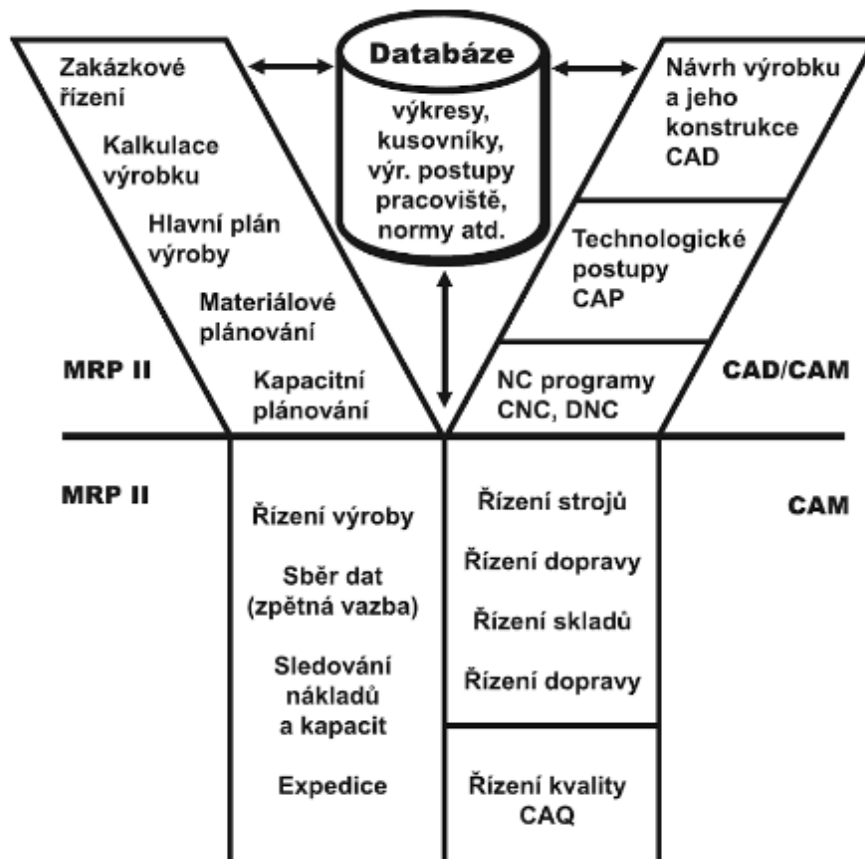 Databáze
výkresy,
kusovníky,
výr. postupy
pracoviště,
normy atd.
Zakázkové
řízení
Kalkulace
výrobku
Hlavní plán
výroby
Materiálové
plánování
Kapacitní
plánování
MRP II
Návrh výrobku
a jeho
konstrukce
CAD
Technologické
postupy
CAP
NC programy
CNC, DNC
CAD/CAM
MRP II
Řízení výroby
Sběr dat
(zpětná vazba)
Sledování
nákladů
a kapacit
Expedice
Řízení strojů
Řízení dopravy
Řízení skladů
Řízení dopravy
Řízení kvality
CAQ
CAM